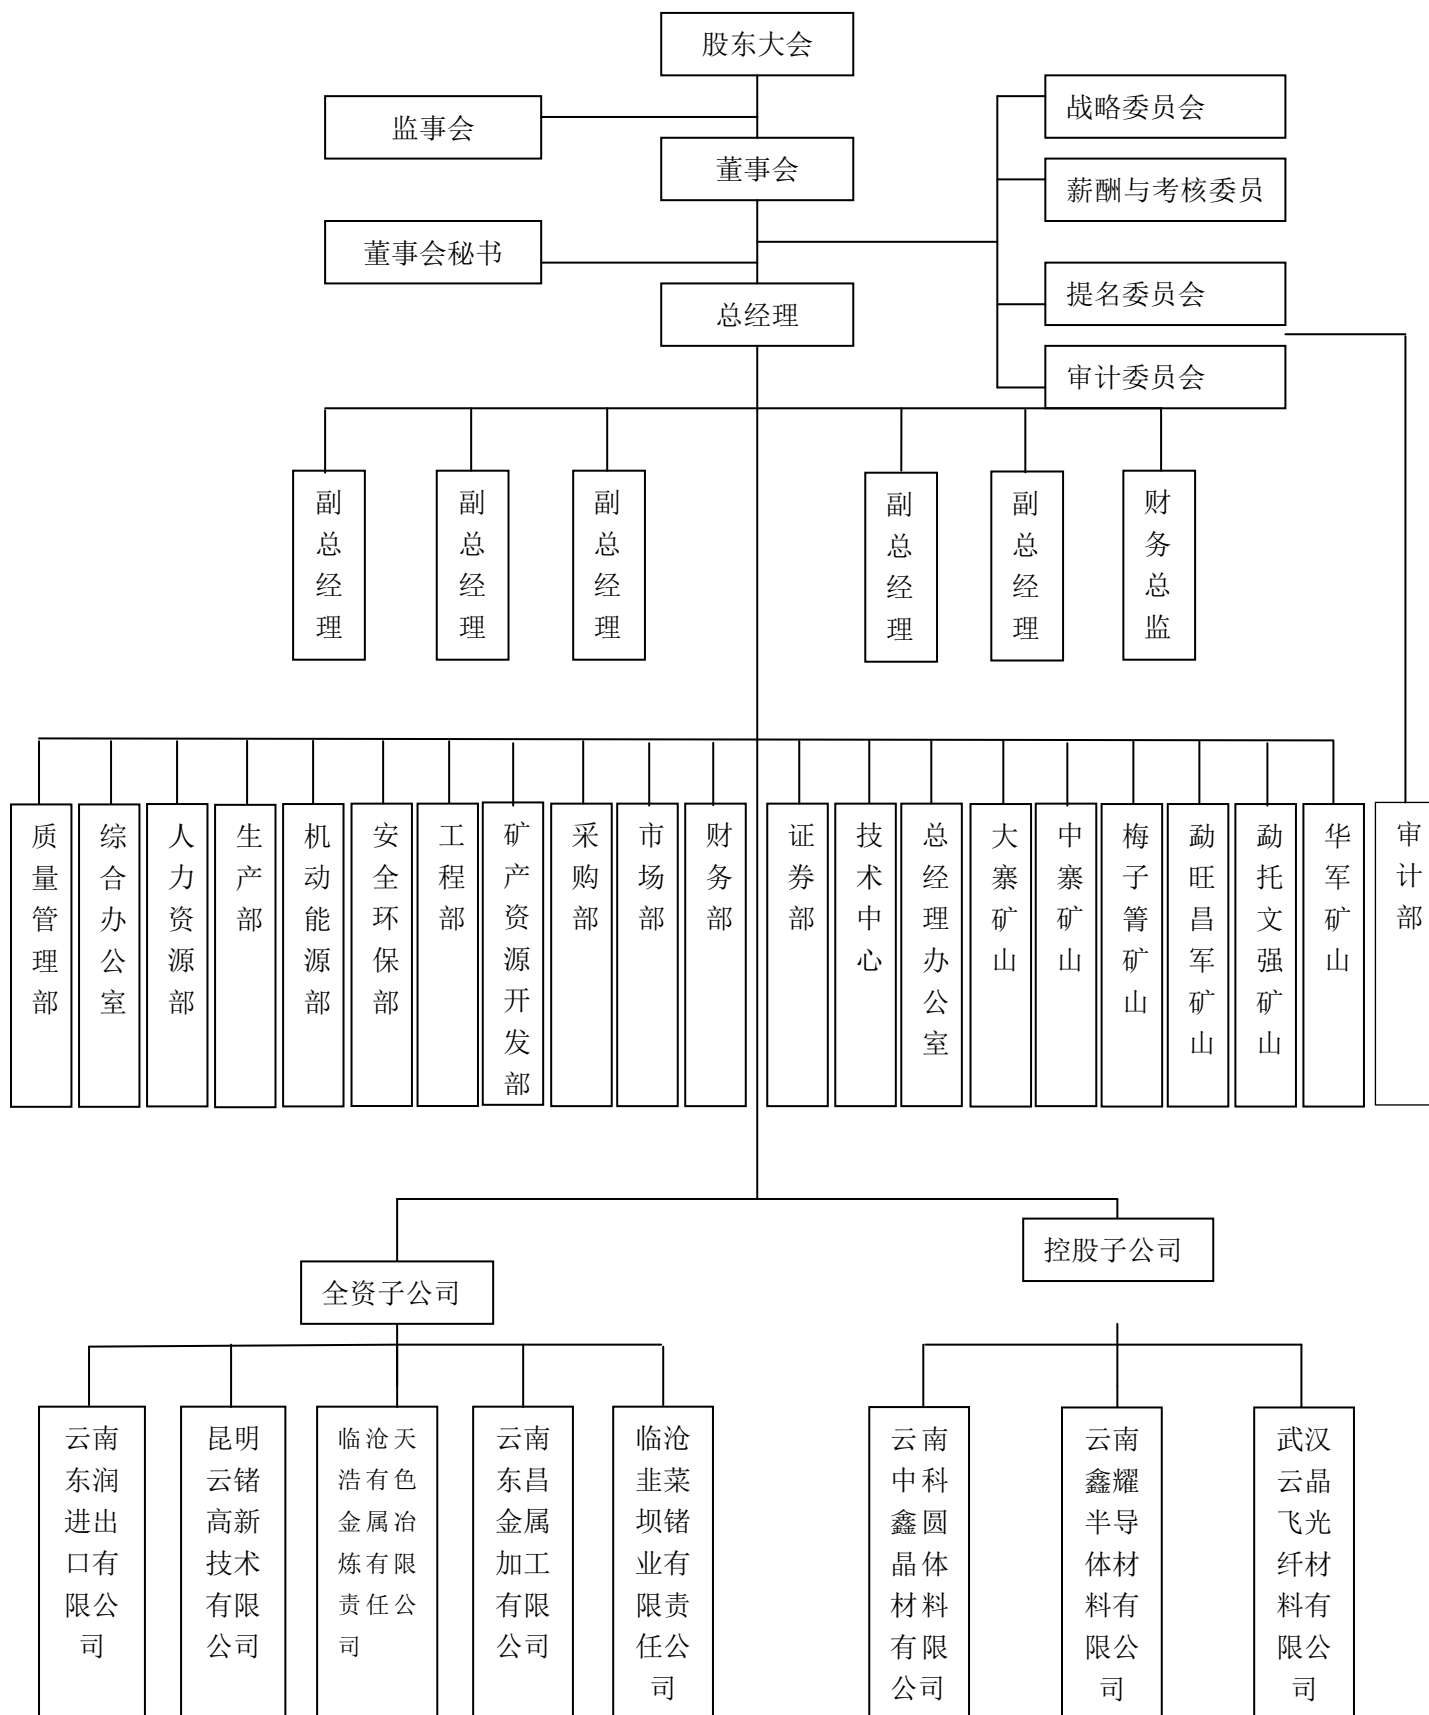 股东大会
监事会
战略委员会
董事会
薪酬与考核委员
董事会秘书
提名委员会
总经理
审计委员会
副总经理
副总经理
副总经理
副总经理
副总经理
财务总监
质量管理部
综合办公室
人力资源部
生产部
机动能源部
安全环保部
工程部
矿产资源开发部
采购部
市场部
财务部
证券部
技术中心
总经理办公室
大寨矿山
中寨矿山
梅子箐矿山
勐旺昌军矿山
勐托文强矿山
华军矿山
审计部
控股子公司
全资子公司
云南
东润
进出
口有
限公
司
昆明
云锗
高新
技术
有限
公司
临沧天
浩有色
金属冶
炼有限
责任公
司
云南
东昌
金属
加工
有限
公司
临沧
韭菜
坝锗
业有
限责
任公
司
云南
中科
鑫圆
晶体
材料
有限
公司
云南
鑫耀
半导
体材
料有
限公
司
武汉
云晶
飞光
纤材
料有
限公
司